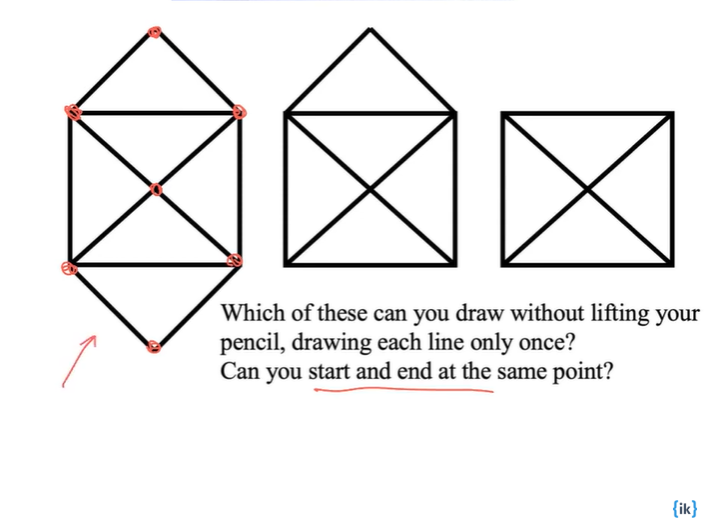 Which of these can you draw without lifting your
pencil, drawing each line only once?
Can you start and end at the same point?
{ik}